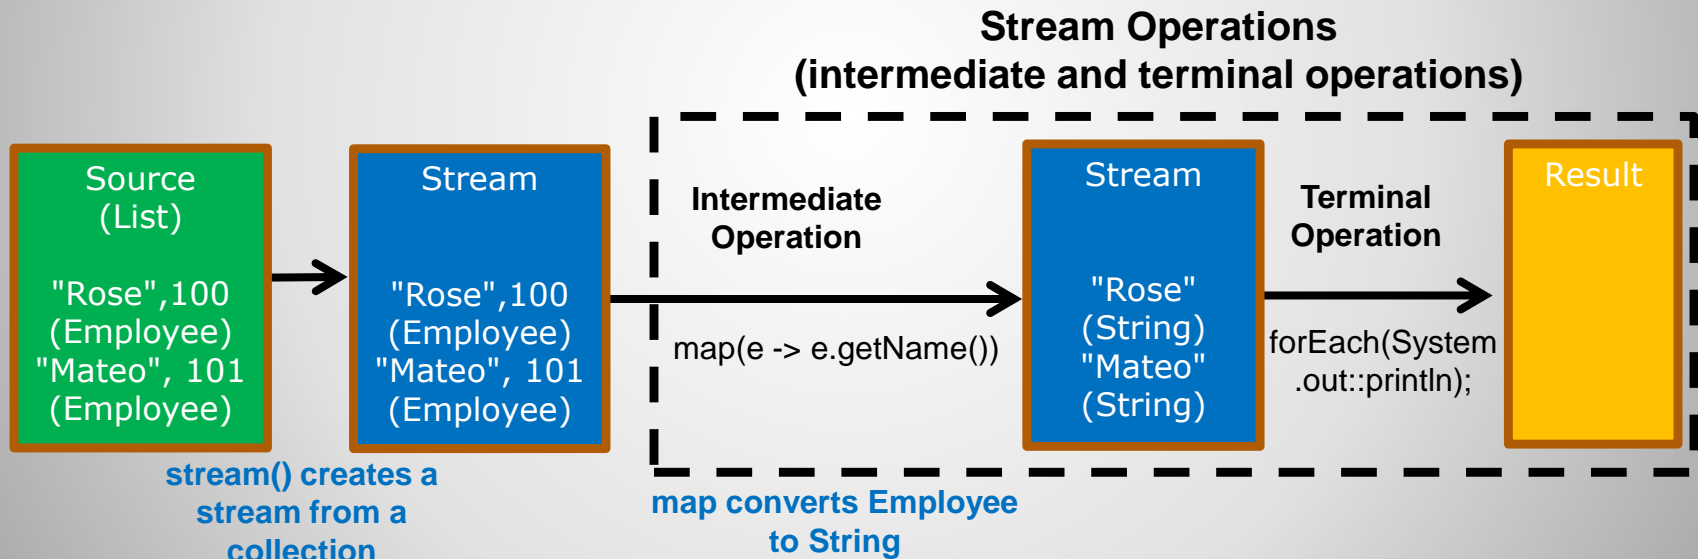 Stream Operations
(intermediate and terminal operations)
Source
(List)
"Rose",100
(Employee)
"Mateo", 101
(Employee)
Stream
"Rose",100
(Employee)
"Mateo", 101
(Employee)
Intermediate
Operation
map(e -> e.getName())
Stream
"Rose"
(String)
"Mateo"
(String)
Terminal
Operation
forEach(System
.out::println);
Result
stream() creates a
stream from a
collection
map converts Employee
to String